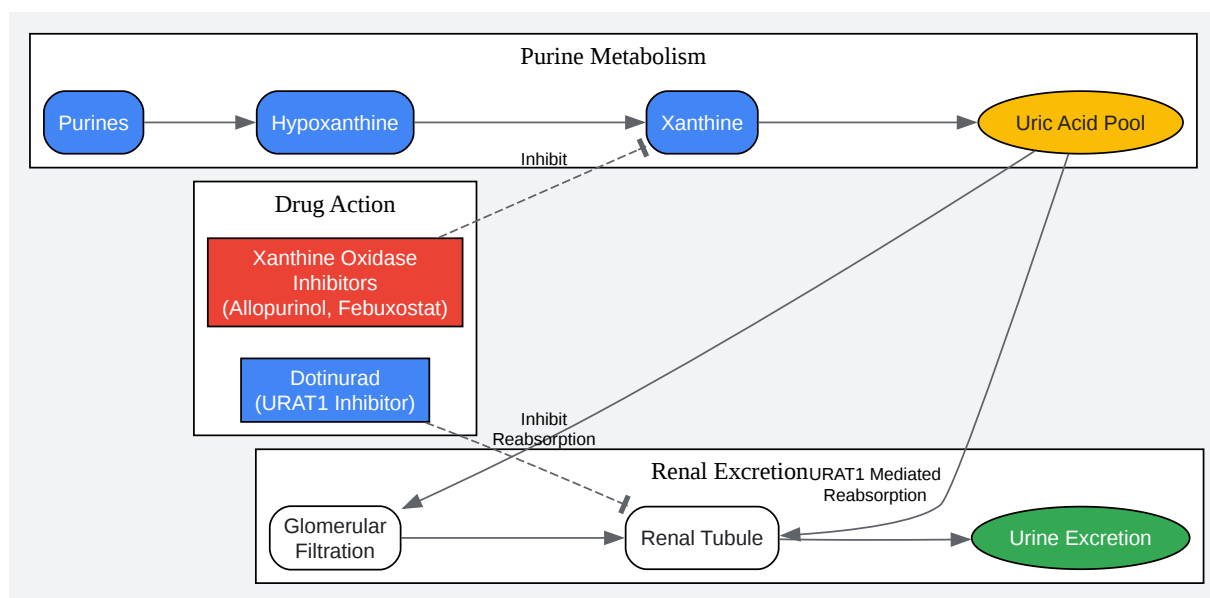 Purine Metabolism
Purines
Hypoxanthine
Xanthine
Uric Acid Pool
Inhibit
Drug Action
Xanthine Oxidase
Inhibitors
(Allopurinol, Febuxostat)
Dotinurad
(URAT1 Inhibitor)
Inhibit
Reabsorption
Renal Excretion
URAT1 Mediated
Reabsorption
Glomerular
Filtration
Renal Tubule
Urine Excretion